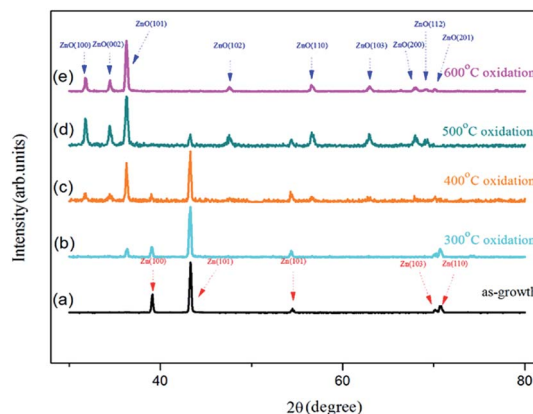 ZnO(100)
ZnO(002)
ZnO(101)
ZnO(102)
ZnO(110)
ZnO(103)
ZnO(200)
ZnO(112)
ZnO(201)
(e)
600°C oxidation
(d)
500°C oxidation
(c)
400°C oxidation
(b)
300°C oxidation
Zn(100)
Zn(101)
Zn(101)
Zn(103)
Zn(110)
(a)
as-growth
Intensity(arb.units)
40
60
80
2θ(degree)